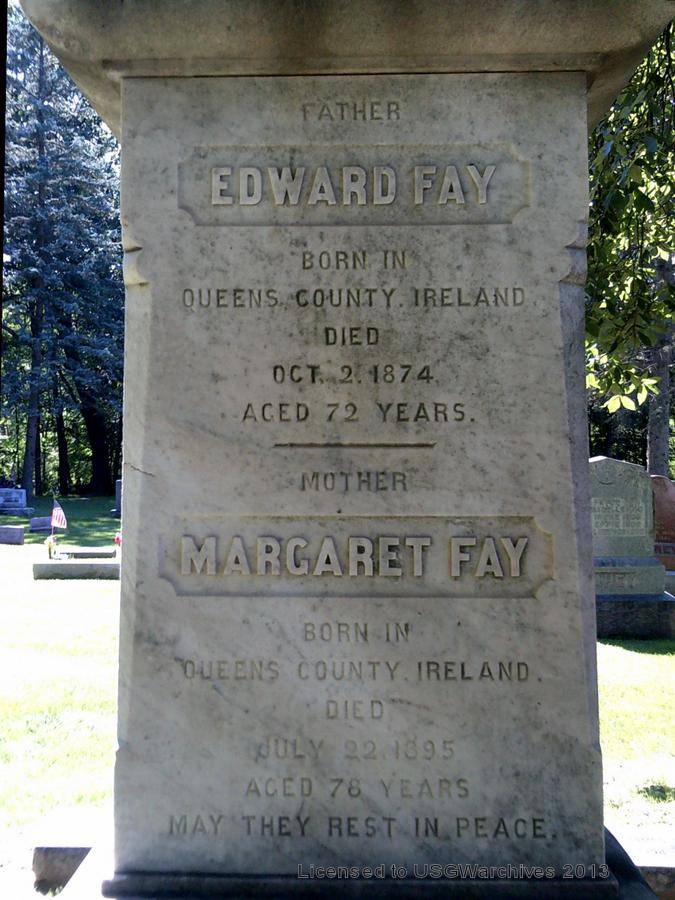 FATHER
EDWARD FAY
BORN IN
QUEENS COUNTY, IRELAND.
DIED
OCT. 2. 1874
AGED 72 YEARS.
MOTHER
MARGARET FAY
BORN IN
QUEENS COUNTY, IRELAND.
DIED
JULY 22. 1895
AGED 78 YEARS
MAY THEY REST IN PEACE.
Licensed to USGWarchives 2013